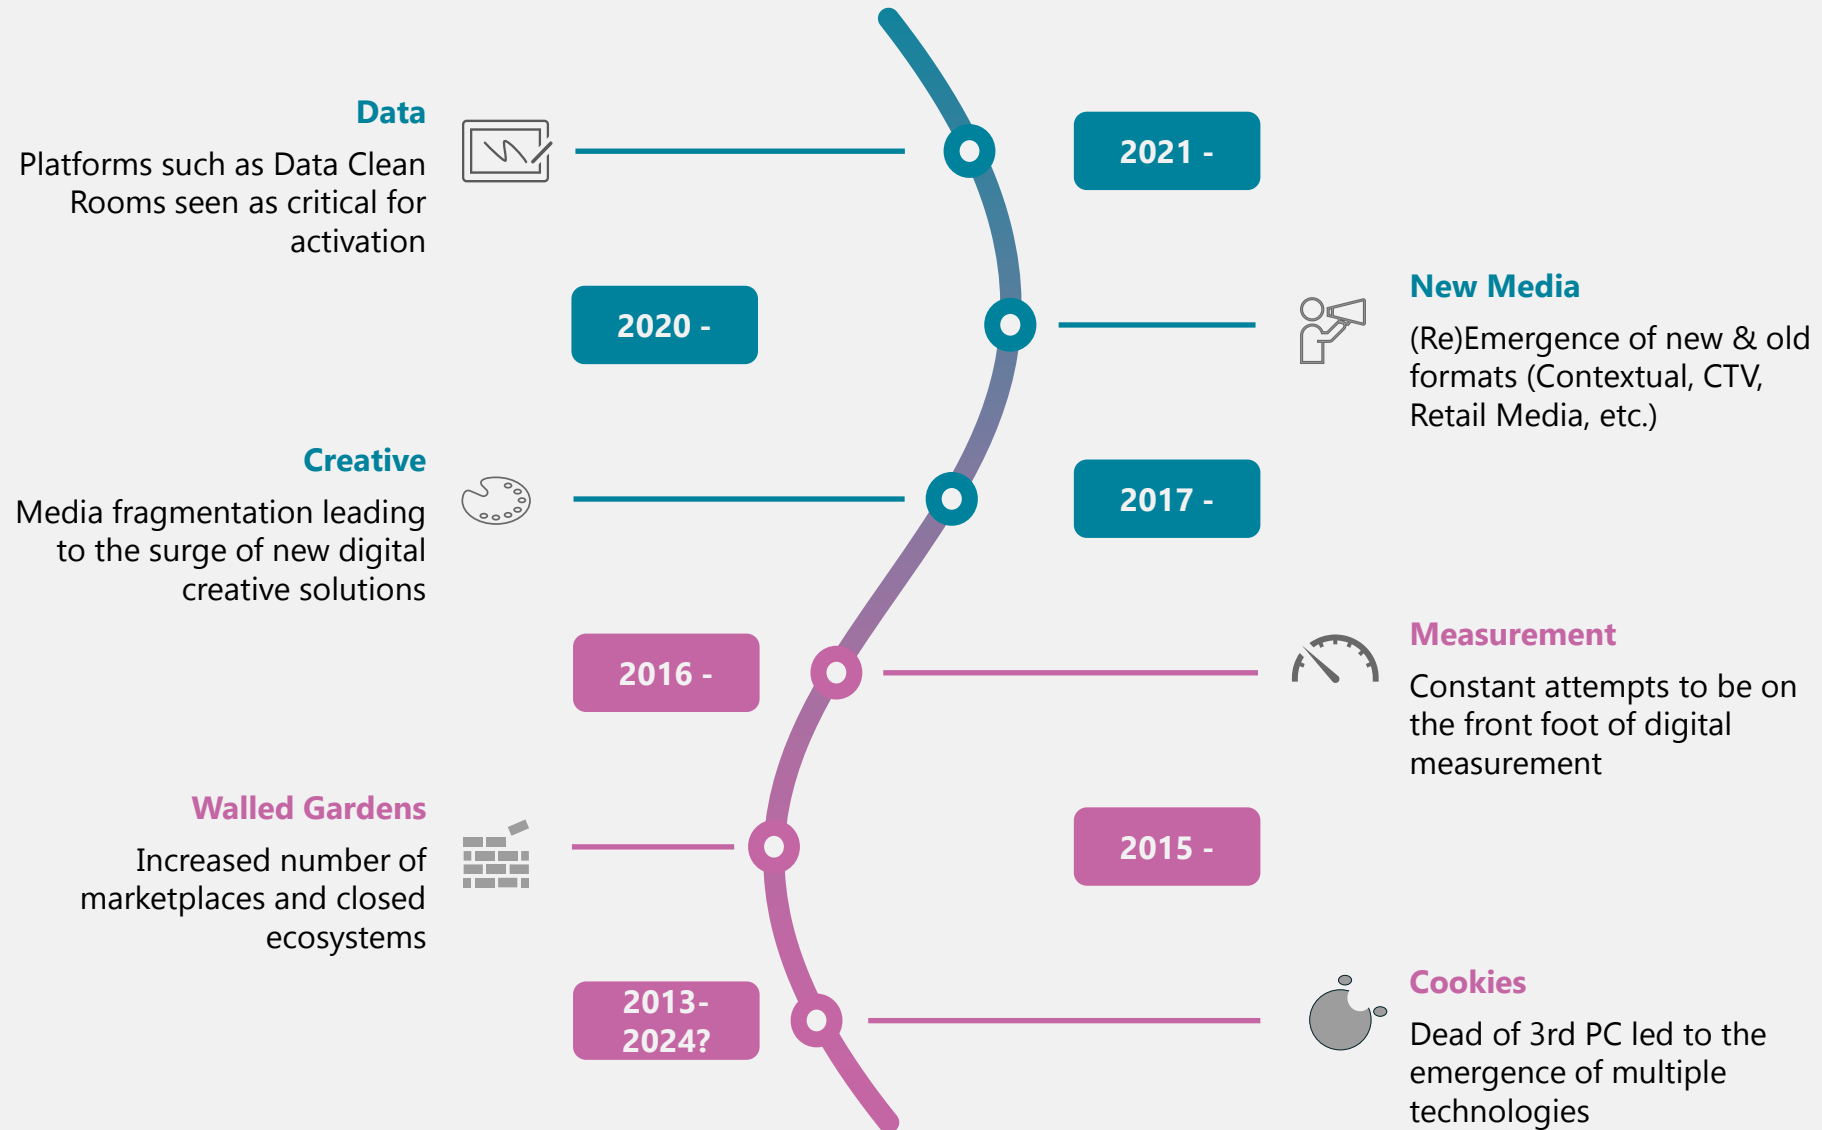 Data
Platforms such as Data Clean
Rooms seen as critical for
activation
2021 -
2020 -
New Media
(Re)Emergence of new & old
formats (Contextual, CTV,
Retail Media, etc.)
Creative
Media fragmentation leading
to the surge of new digital
creative solutions
2017 -
2016 -
Measurement
Constant attempts to be on
the front foot of digital
measurement
Walled Gardens
Increased number of
marketplaces and closed
ecosystems
2015 -
2013-
2024?
Cookies
Dead of 3rd PC led to the
emergence of multiple
technologies